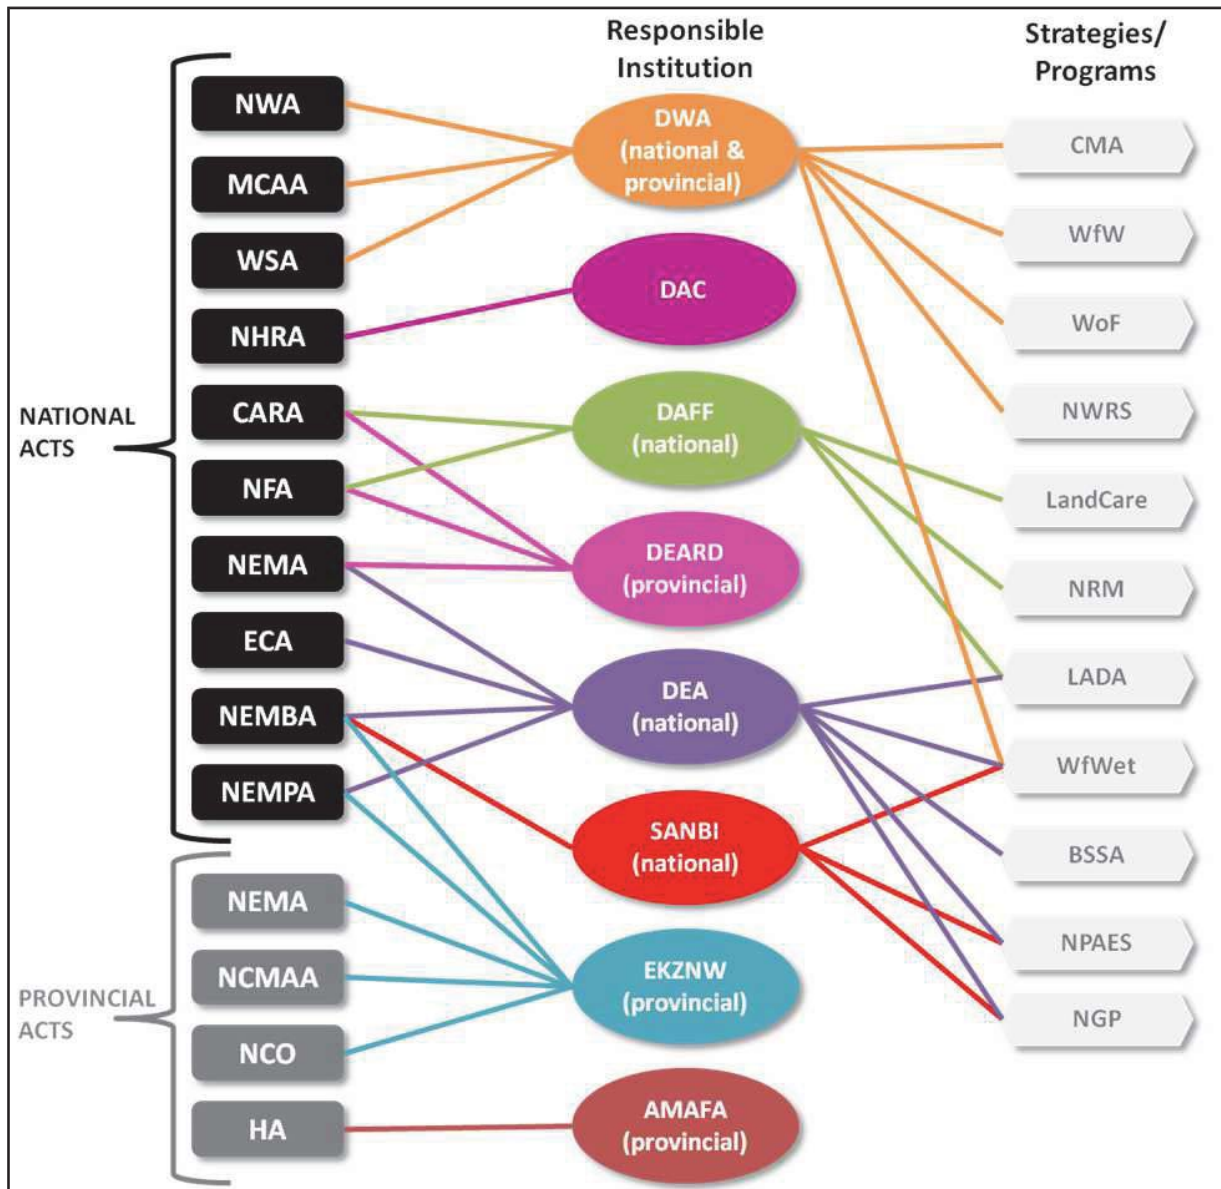 Responsible
Institution
Strategies/
Programs
NATIONAL
ACTS
NWA
MCAA
WSA
NHRA
CARA
NFA
NEMA
ECA
NEMBA
NEMPA
PROVINCIAL
ACTS
NEMA
NCMAA
NCO
HA
DWA
(national &
provincial)
DAC
DAFF
(national)
DEARD
(provincial)
DEA
(national)
SANBI
(national)
EKZNW
(provincial)
AMAFA
(provincial)
CMA
WfW
WoF
NWRS
LandCare
NRM
LADA
WfWet
BSSA
NPAES
NGP